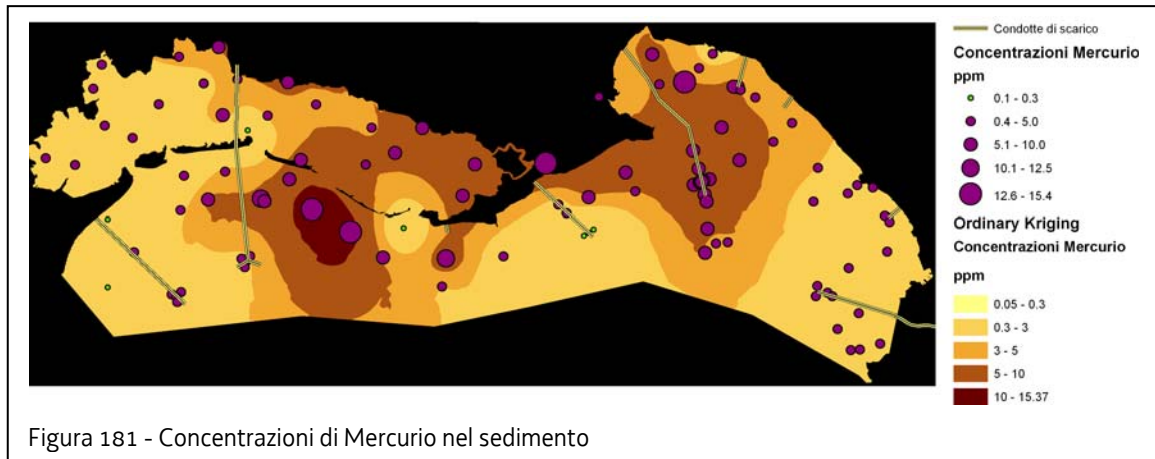 Condotte di scarico
Concentrazioni Mercurio
ppm
0.1 - 0.3
0.4 - 5.0
5.1 - 10.0
10.1 - 12.5
12.6 - 15.4
Ordinary Kriging
Concentrazioni Mercurio
ppm
0.05 - 0.3
0.3 - 3
3 - 5
5 - 10
10 - 15.37
Figura 181 - Concentrazioni di Mercurio nel sedimento